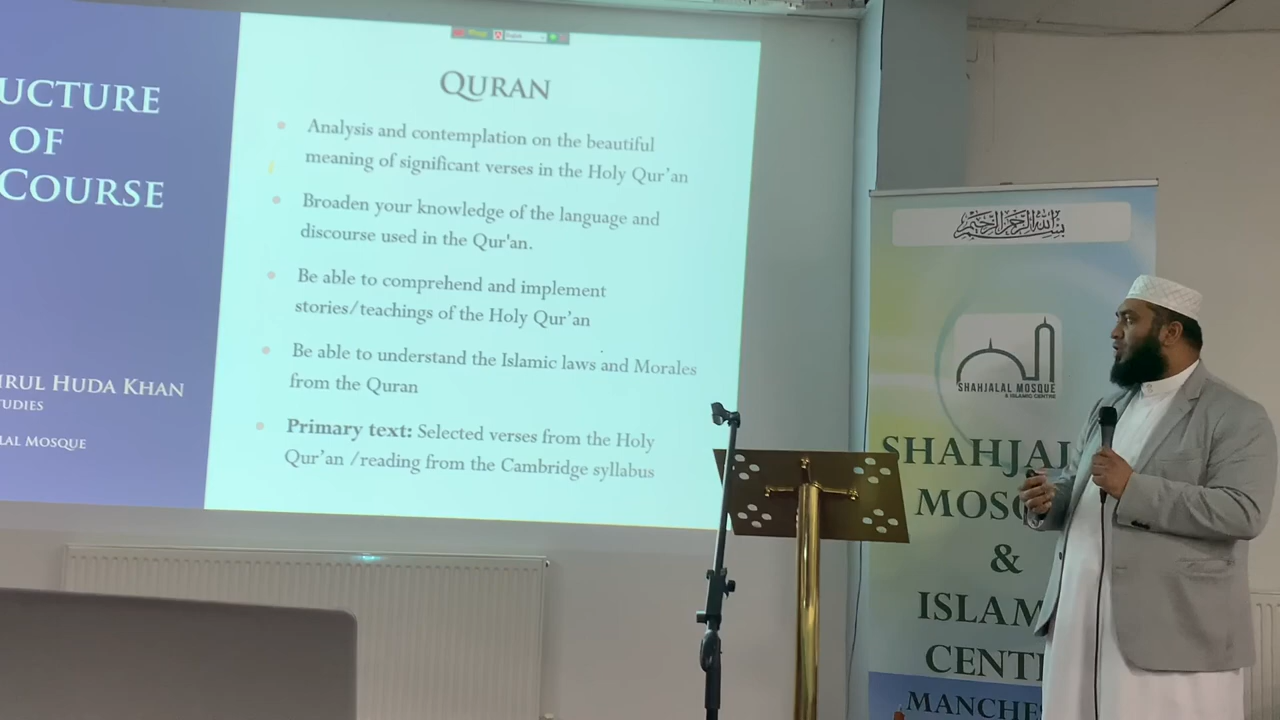 UCTURE
OF
COURSE
IRUL HUDA KHAN
TUDIES
LAL MOSQUE
QURAN
Analysis and contemplation on the beautiful
meaning of significant verses in the Holy Qur'an
Broaden your knowledge of the language and
discourse used in the Qur'an.
Be able to comprehend and implement
stories/teachings of the Holy Qur'an
Be able to understand the Islamic laws and Morales
from the Quran
Primary text: Selected verses from the Holy
Qur'an /reading from the Cambridge syllabus
بسم الله الرحمن الرحيم
SHAHJALAL MOSQUE
& ISLAMIC CENTRE
SHAHJAL
MOSQ
&
ISLAM
CENT
MANCHE